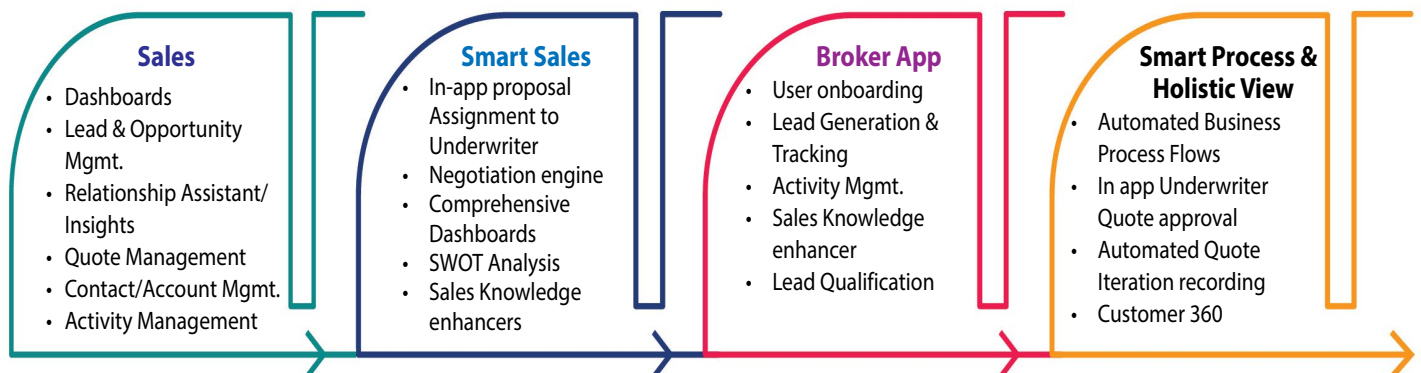 Sales
• Dashboards
• Lead & Opportunity
Mgmt.
• Relationship Assistant/
Insights
• Quote Management
• Contact/Account Mgmt.
• Activity Management
Smart Sales
• In-app proposal
Assignment to
Underwriter
• Negotiation engine
• Comprehensive
Dashboards
• SWOT Analysis
• Sales Knowledge
enhancers
Broker App
• User onboarding
• Lead Generation &
Tracking
• Activity Mgmt.
• Sales Knowledge
enhancer
• Lead Qualification
Smart Process &
Holistic View
• Automated Business
Process Flows
• In app Underwriter
Quote approval
• Automated Quote
Iteration recording
• Customer 360